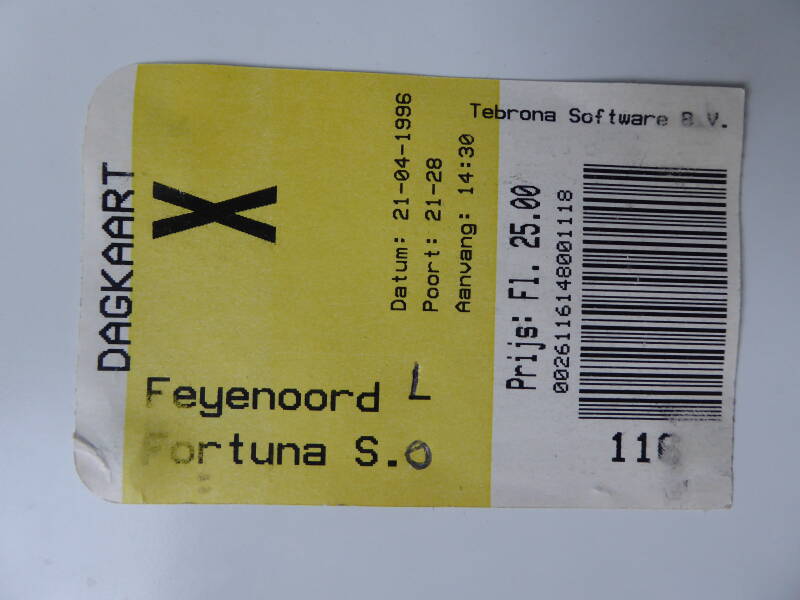 DAGKAART
X
Datum: 21-04-1996
Poort: 21-28
Aanvang: 14:30
Feyenoord L
Fortuna S.O
Tebrona Software B.V.
Prijs: Fl. 25.00
0026116148001118